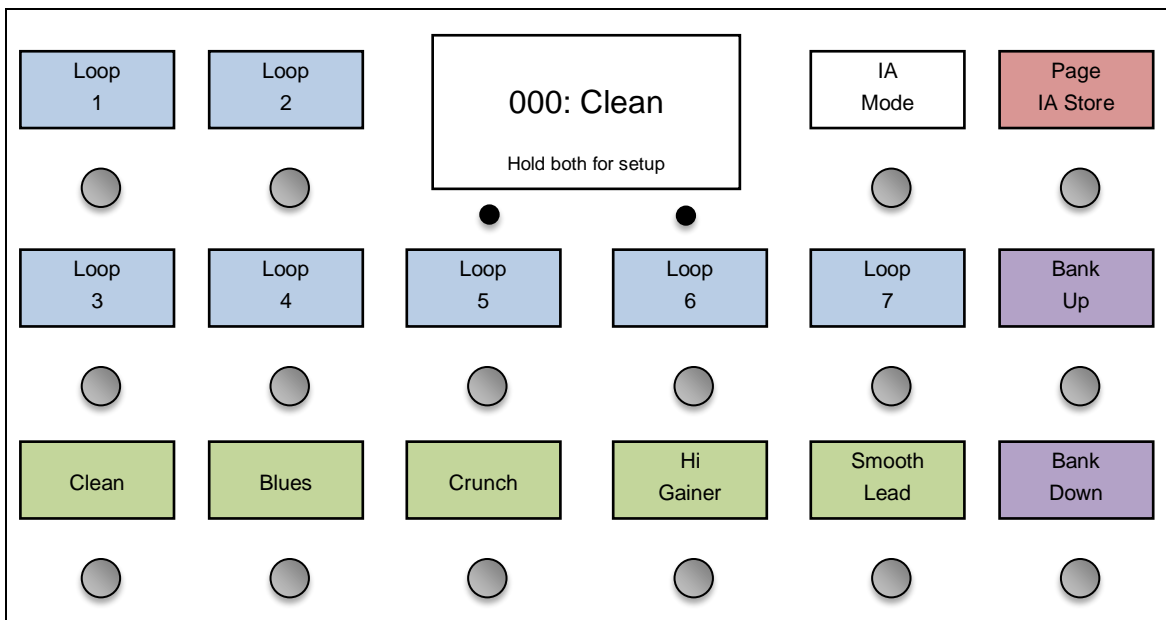 Loop
1
Loop
2
000: Clean
Hold both for setup
IA
Mode
Page
IA Store
Loop
3
Loop
4
Loop
5
Loop
6
Loop
7
Bank
Up
Clean
Blues
Crunch
Hi
Gainer
Smooth
Lead
Bank
Down